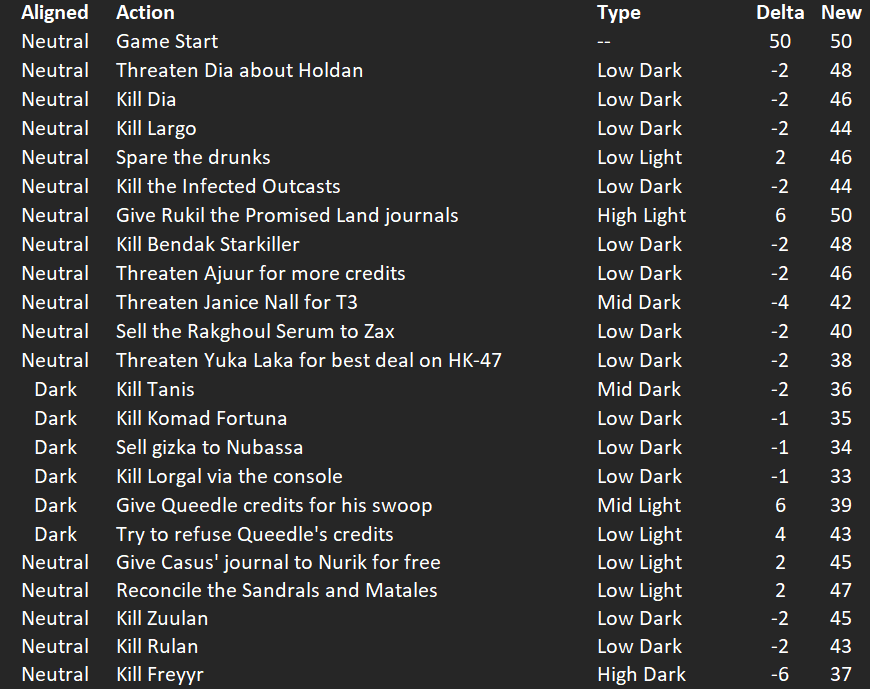 Aligned Action Type Delta New
Neutral Game Start -- 50 50
Neutral Threaten Dia about Holdan Low Dark -2 48
Neutral Kill Dia Low Dark -2 46
Neutral Kill Largo Low Dark -2 44
Neutral Spare the drunks Low Light 2 46
Neutral Kill the Infected Outcasts Low Dark -2 44
Neutral Give Rukil the Promised Land journals High Light 6 50
Neutral Kill Bendak Starkiller Low Dark -2 48
Neutral Threaten Ajuur for more credits Low Dark -2 46
Neutral Threaten Janice Nall for T3 Mid Dark -4 42
Neutral Sell the Rakghoul Serum to Zax Low Dark -2 40
Neutral Threaten Yuka Laka for best deal on HK-47 Low Dark -2 38
Dark Kill Tanis Mid Dark -2 36
Dark Kill Komad Fortuna Low Dark -1 35
Dark Sell gizka to Nubassa Low Dark -1 34
Dark Kill Lorgal via the console Low Dark -1 33
Dark Give Queedle credits for his swoop Mid Light 6 39
Dark Try to refuse Queedle's credits Low Light 4 43
Neutral Give Casus' journal to Nurik for free Low Light 2 45
Neutral Reconcile the Sandrals and Matales Low Light 2 47
Neutral Kill Zuulan Low Dark -2 45
Neutral Kill Rulan Low Dark -2 43
Neutral Kill Freyyr High Dark -6 37